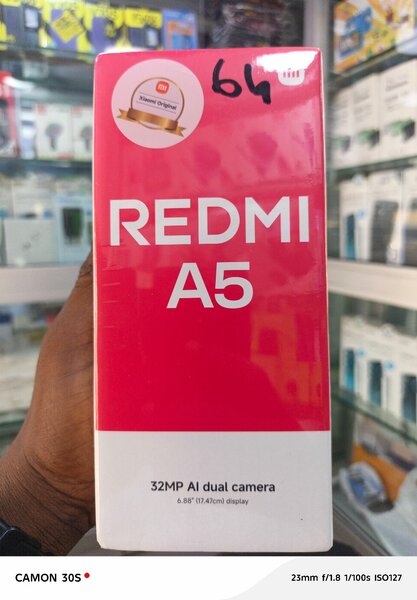 64
mi
mi
Xiaomi Original
REDMI
A5
32MP AI dual camera
6.88" (17.47cm) display
CAMON 30S
23mm f/1.8 1/100s ISO127